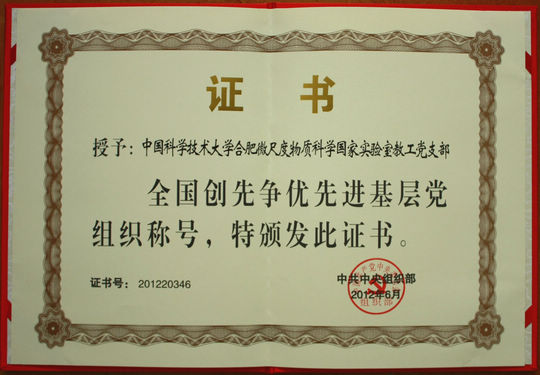 证书
授予：中国科学技术大学合肥微尺度物质科学国家实验室教工党支部
全国创先争优先进基层党
组织称号，特颁发此证书。
证书号：201220346
中共中央组织部
2012年6月
组织部